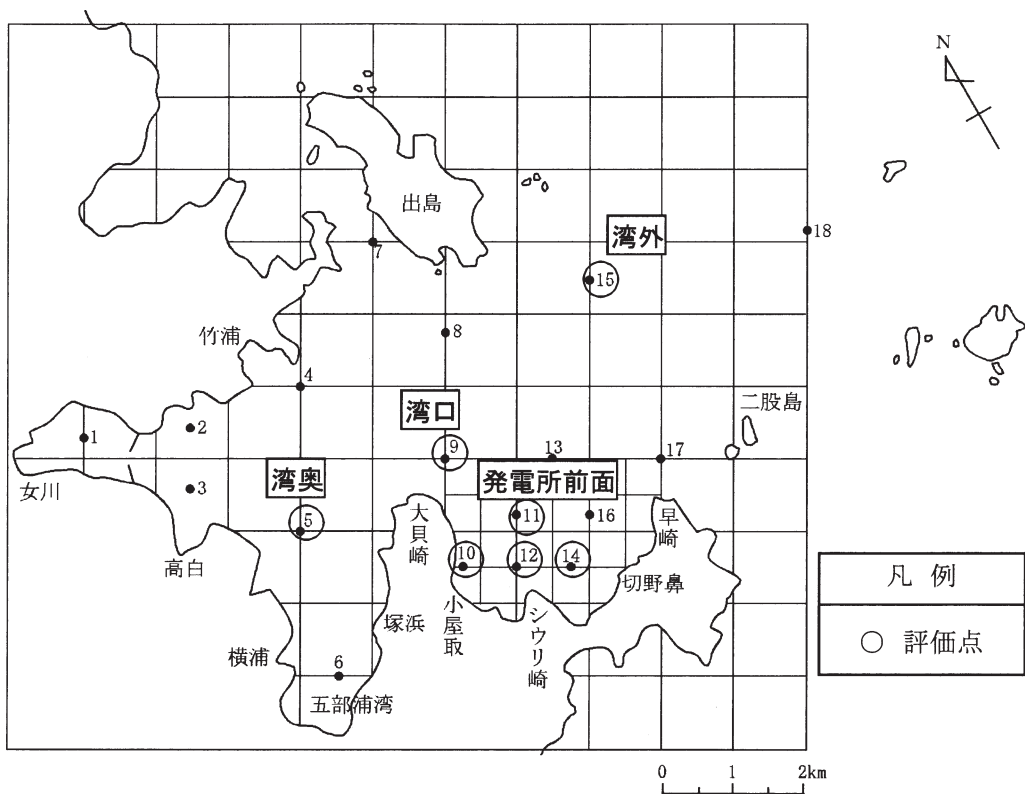 N
出島
湾外
18
7
15
竹浦
8
4
湾口
二股島
1
2
9
13
17
女川
3
湾奥
発電所前面
5
大貝崎
11
16
早崎
高白
10
12
14
切野鼻
凡 例
○ 評価点
塚浜
小屋取
シウリ崎
横浦
6
五部浦湾
0 1 2km